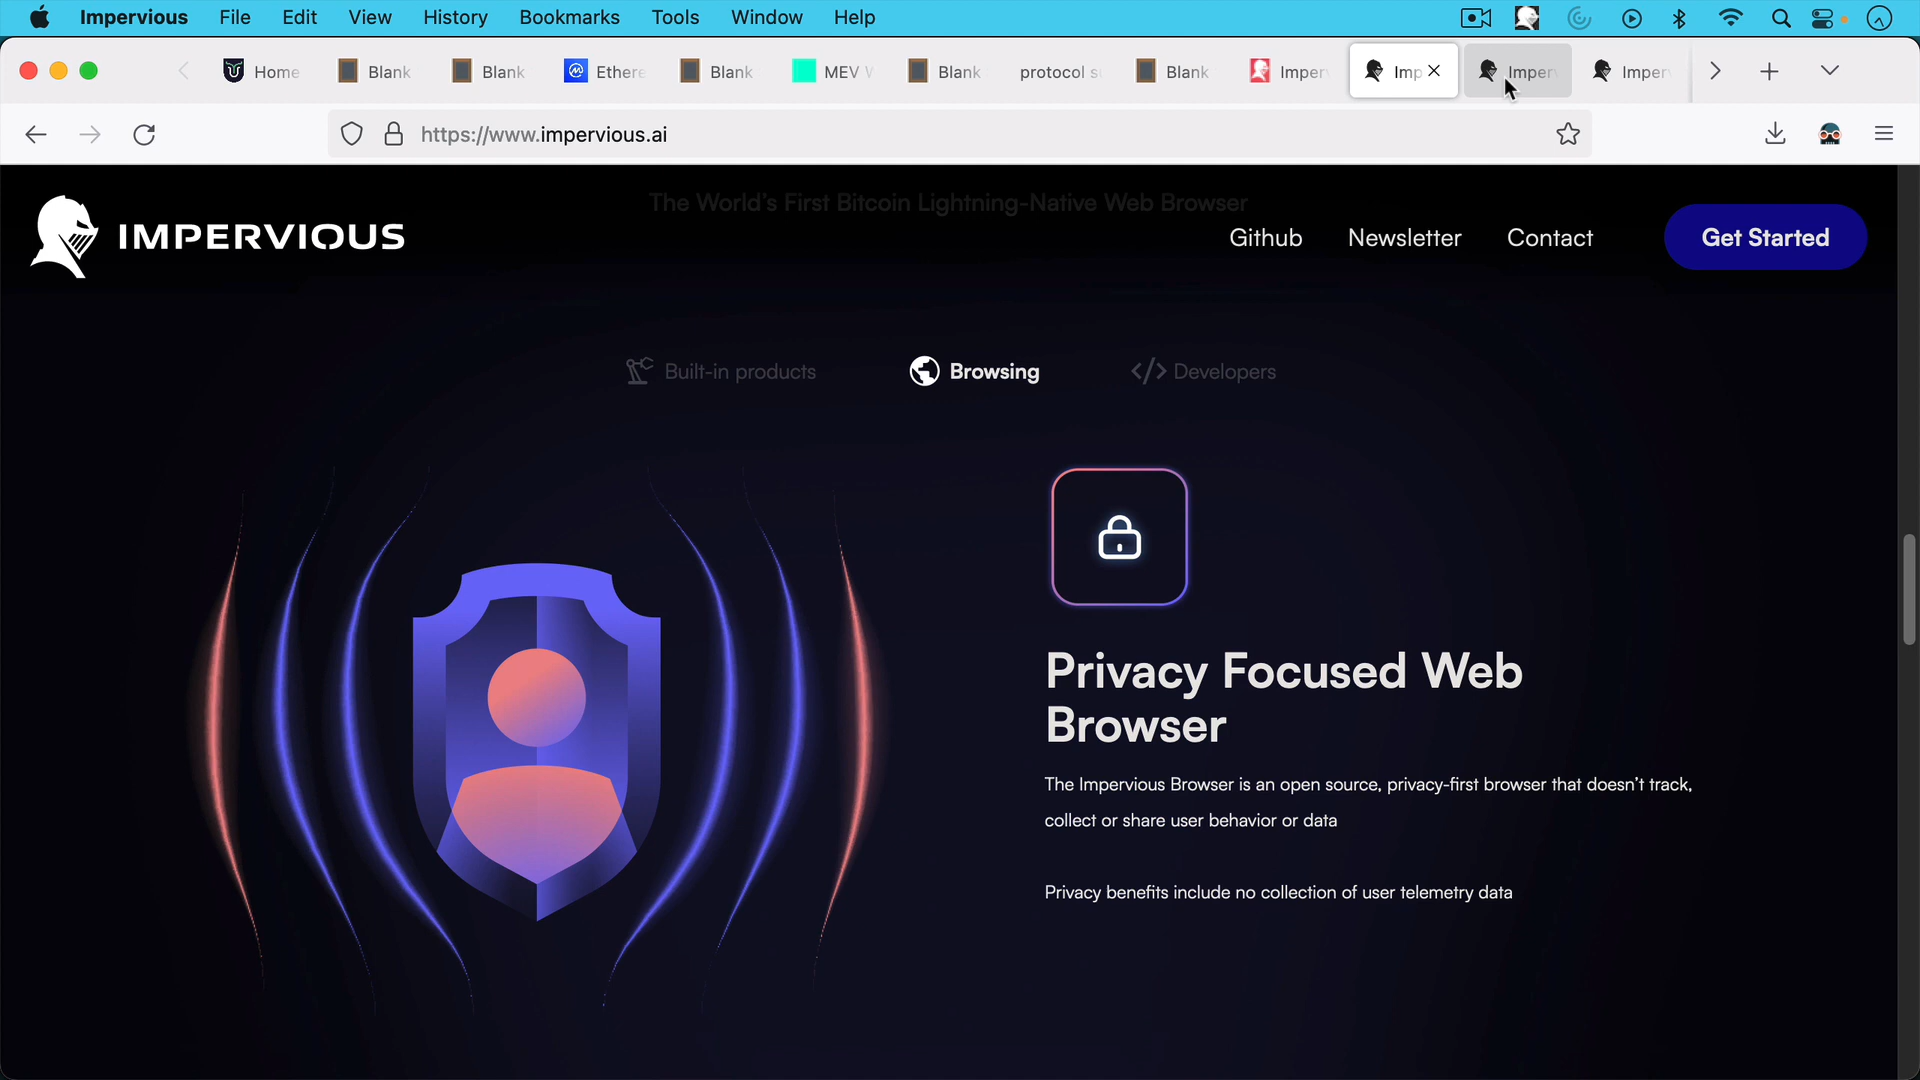 Impervious File Edit View History Bookmarks Tools Window Help
Home Blank Blank Ethere Blank MEV Blank protocol Blank Imperv Imp Imperv Imperv
https://www.impervious.ai
The World's First Bitcoin Lightning-Native Web Browser
IMPERVIOUS
Github Newsletter Contact Get Started
Built-in products Browsing Developers
Privacy Focused Web
Browser
The Impervious Browser is an open source, privacy-first browser that doesn't track,
collect or share user behavior or data
Privacy benefits include no collection of user telemetry data